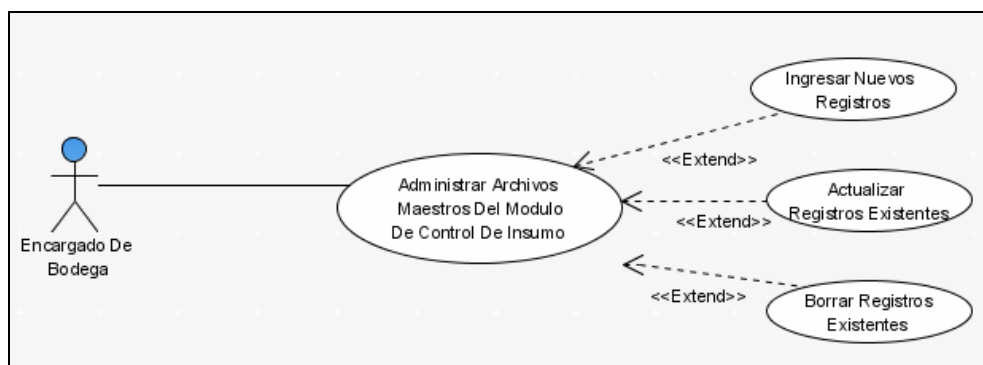 Ingresar Nuevos
Registros
<<Extend>>
Administrar Archivos
Maestros Del Modulo
De Control De Insumo
Actualizar
Registros Existentes
<<Extend>>
Encargado De
Bodega
<<Extend>>
Borrar Registros
Existentes